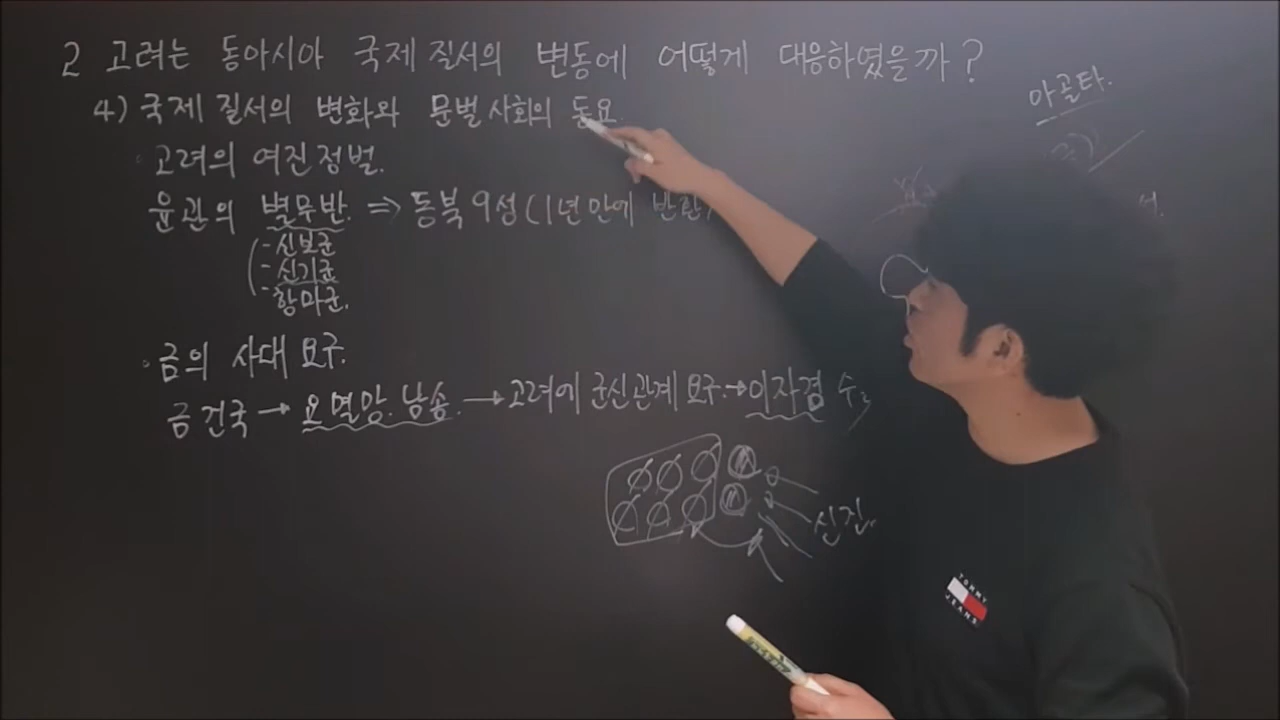 2 고려는 동아시아 국제 질서의 변동에 어떻게 대응하였을까?
4) 국제 질서의 변화와 문벌 사회의 동요
· 고려의 여진 정벌.
윤관의 별무반. => 동북 9성 (1년 만에 반환)
- 신보군
- 신기군
- 항마군.
· 금의 사대 요구.
금 건국 → 요 멸망. 남송. → 고려에 군신관계 요구. → 이자겸 수
신진
아골타.
TOMMY JEANS